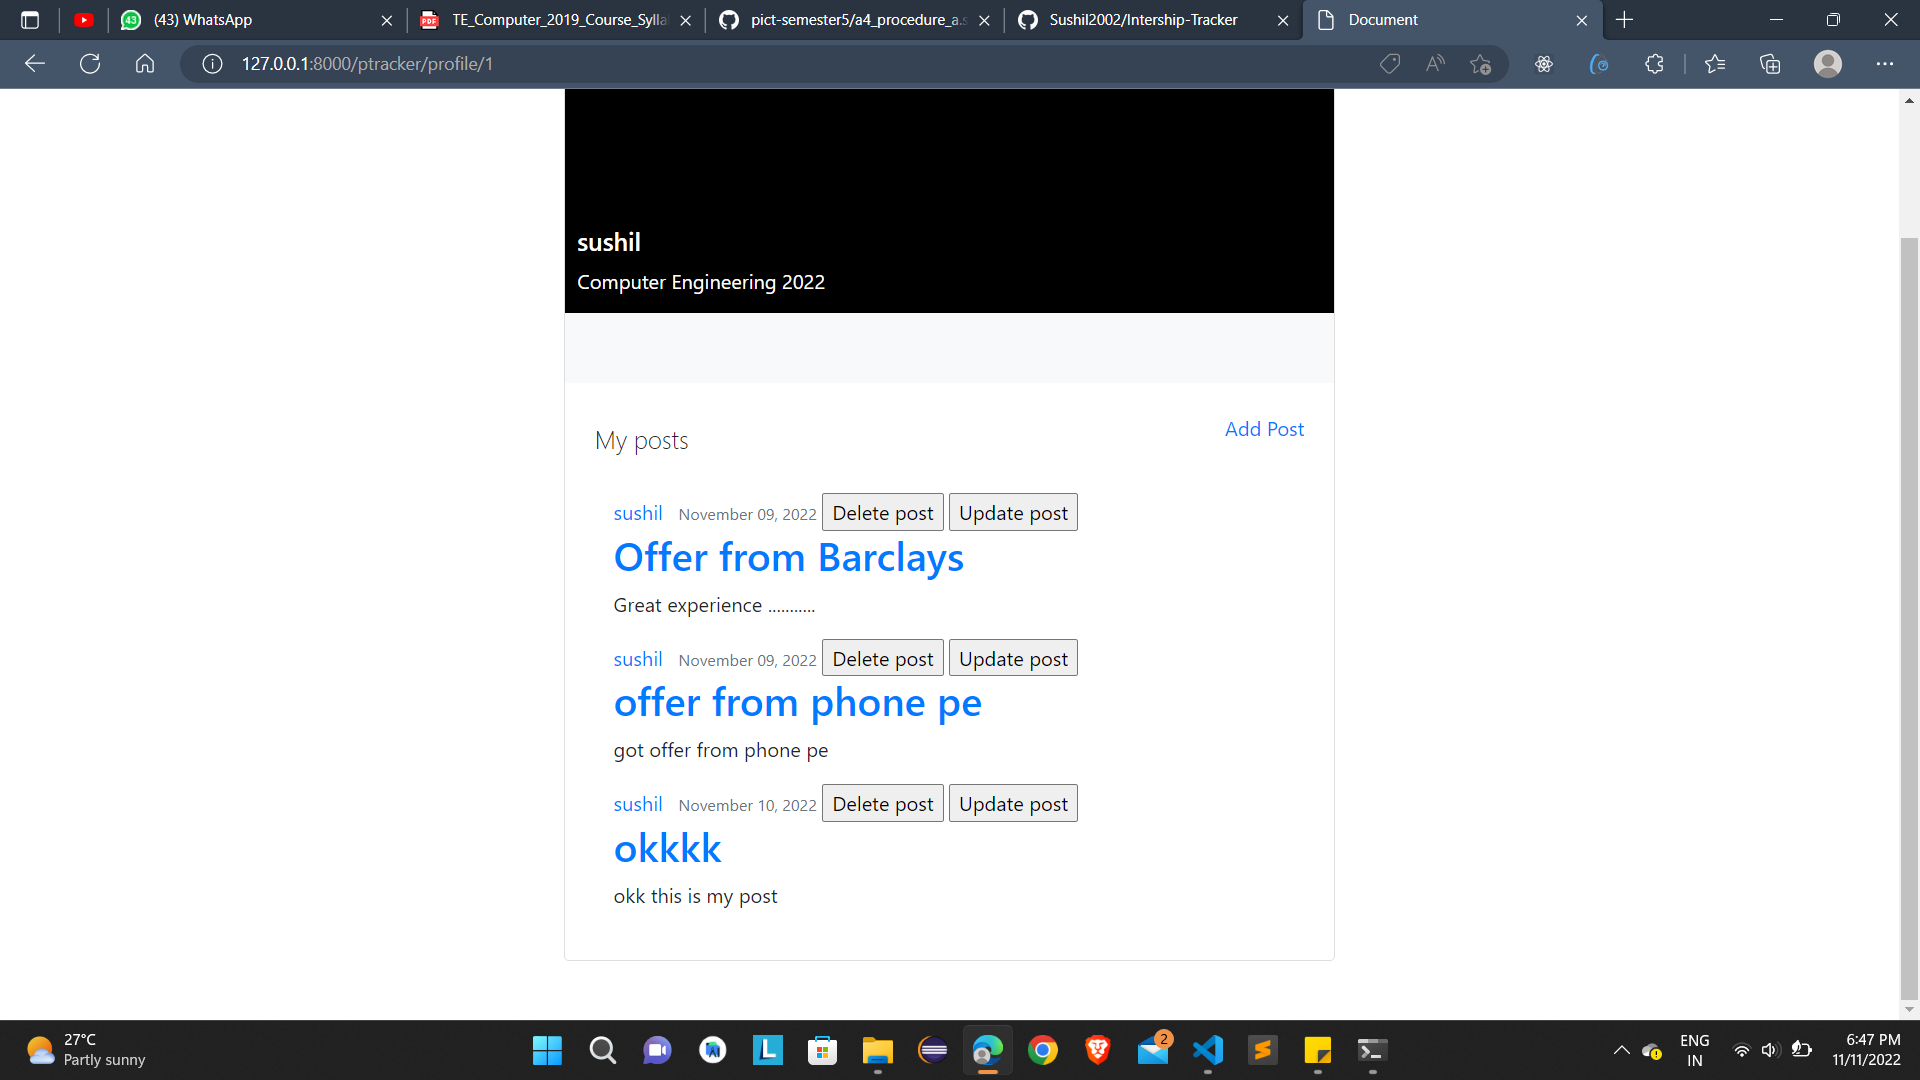 (43) WhatsApp
TE_Computer_2019_Course_Sylla
pict-semester5/a4_procedure_a.s
Sushil2002/Intership-Tracker
Document
127.0.0.1:8000/ptracker/profile/1
sushil
Computer Engineering 2022
My posts
Add Post
sushil November 09, 2022 Delete post Update post
Offer from Barclays
Great experience ...........
sushil November 09, 2022 Delete post Update post
offer from phone pe
got offer from phone pe
sushil November 10, 2022 Delete post Update post
okkkk
okk this is my post
27°C
Partly sunny
2
ENG
IN
6:47 PM
11/11/2022